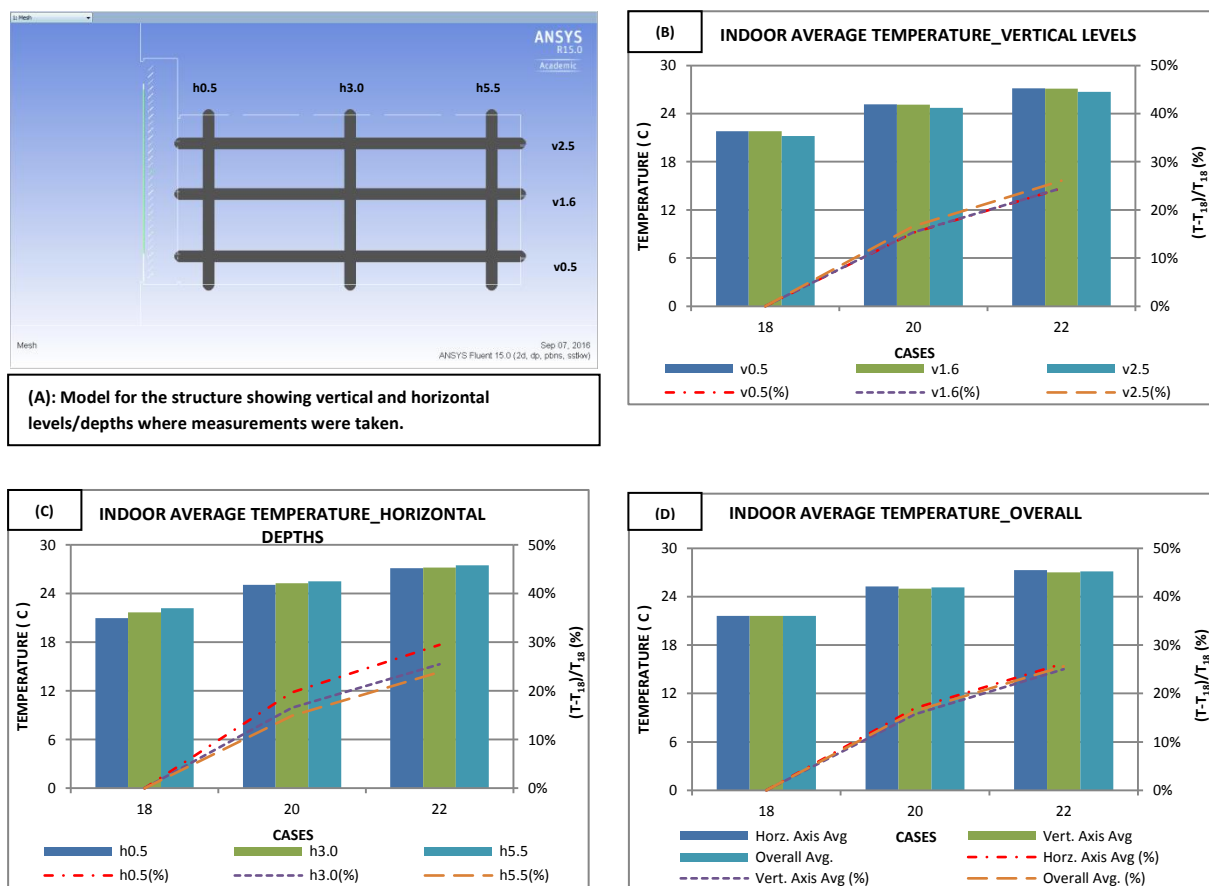 1: Mesh
ANSYS
R15.0
Academic
h0.5
h3.0
h5.5
v2.5
v1.6
v0.5
Mesh
Sep 07, 2016
ANSYS Fluent 15.0 (2d, dp, pbns, sstkw)
(A): Model for the structure showing vertical and horizontal
levels/depths where measurements were taken.
(B)
INDOOR AVERAGE TEMPERATURE_VERTICAL LEVELS
TEMPERATURE ( C )
30
24
18
12
6
0
50%
40%
30%
20%
10%
0%
(T-T18)/T18 (%)
18
20
22
CASES
v0.5
v1.6
v2.5
v0.5(%)
v1.6(%)
v2.5(%)
(C)
INDOOR AVERAGE TEMPERATURE_HORIZONTAL
DEPTHS
TEMPERATURE ( C )
30
24
18
12
6
0
50%
40%
30%
20%
10%
0%
(T-T18)/T18 (%)
18
20
22
CASES
h0.5
h3.0
h5.5
h0.5(%)
h3.0(%)
h5.5(%)
(D)
INDOOR AVERAGE TEMPERATURE_OVERALL
TEMPERATURE ( C )
30
24
18
12
6
0
50%
40%
30%
20%
10%
0%
(T-T18)/T18 (%)
18
20
22
CASES
Horz. Axis Avg
Vert. Axis Avg
Overall Avg.
Horz. Axis Avg (%)
Vert. Axis Avg (%)
Overall Avg. (%)